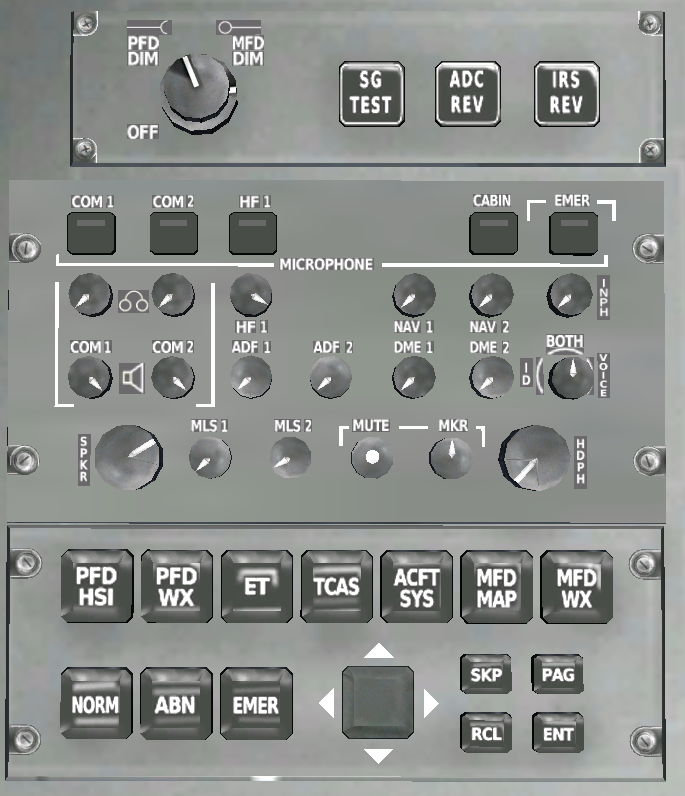 PFD
DIM
MFD
DIM
OFF
SG
TEST
ADC
REV
IRS
REV
COM 1
COM 2
HF 1
CABIN
EMER
MICROPHONE
INPH
HF 1
NAV 1
NAV 2
COM 1
COM 2
ADF 1
ADF 2
DME 1
DME 2
ID
BOTH
VOICE
SPKR
MLS 1
MLS 2
MUTE
MKR
HDPH
PFD
HSI
PFD
WX
ET
TCAS
ACFT
SYS
MFD
MAP
MFD
WX
NORM
ABN
EMER
SKP
PAG
RCL
ENT